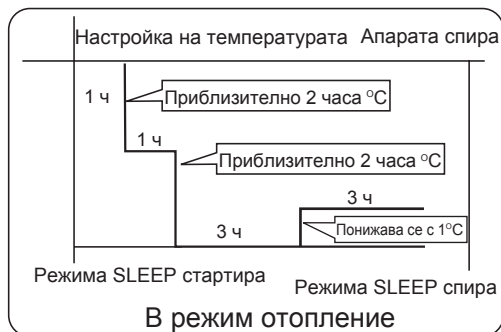 Настройка на температурата Апарата спира
1 ч
Приблизително 2 часа °C
1 ч
Приблизително 2 часа °C
3 ч
3 ч
Понижава се с 1°C
Режима SLEEP стартира
Режима SLEEP спира
В режим отопление